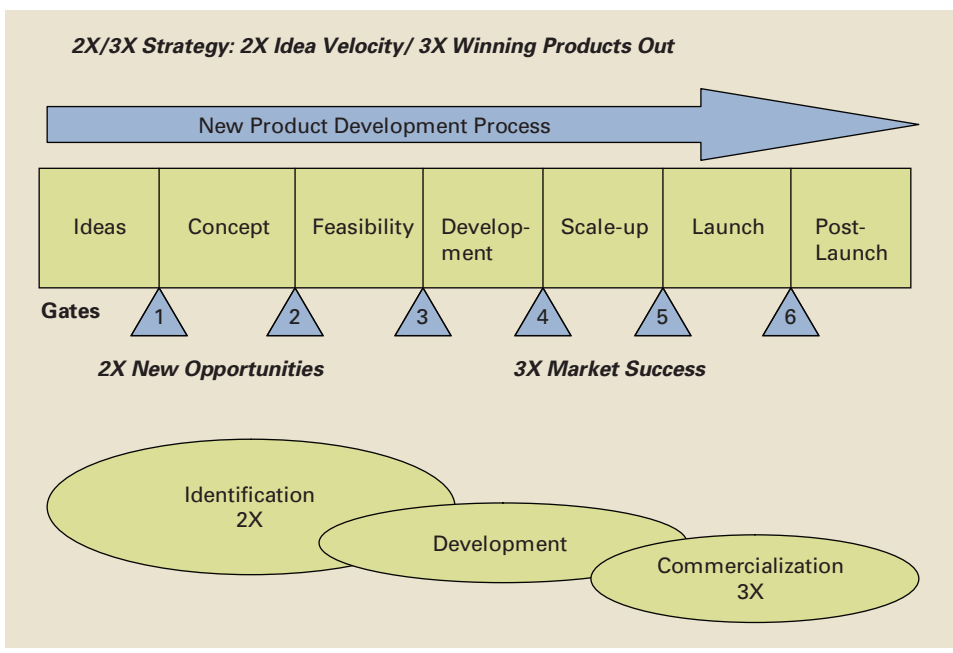 2X/3X Strategy: 2X Idea Velocity/ 3X Winning Products Out
New Product Development Process
Ideas
Concept
Feasibility
Develop-
ment
Scale-up
Launch
Post-
Launch
Gates
1
2
3
4
5
6
2X New Opportunities
3X Market Success
Identification
2X
Development
Commercialization
3X